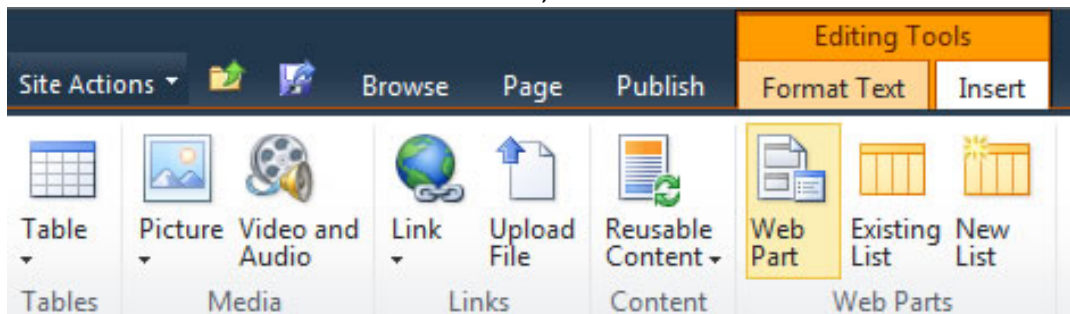 Editing Tools
Site Actions Browse Page Publish Format Text Insert
Table Picture Video and Audio Link Upload File Reusable Content Web Part Existing List New List
Tables Media Links Content Web Parts